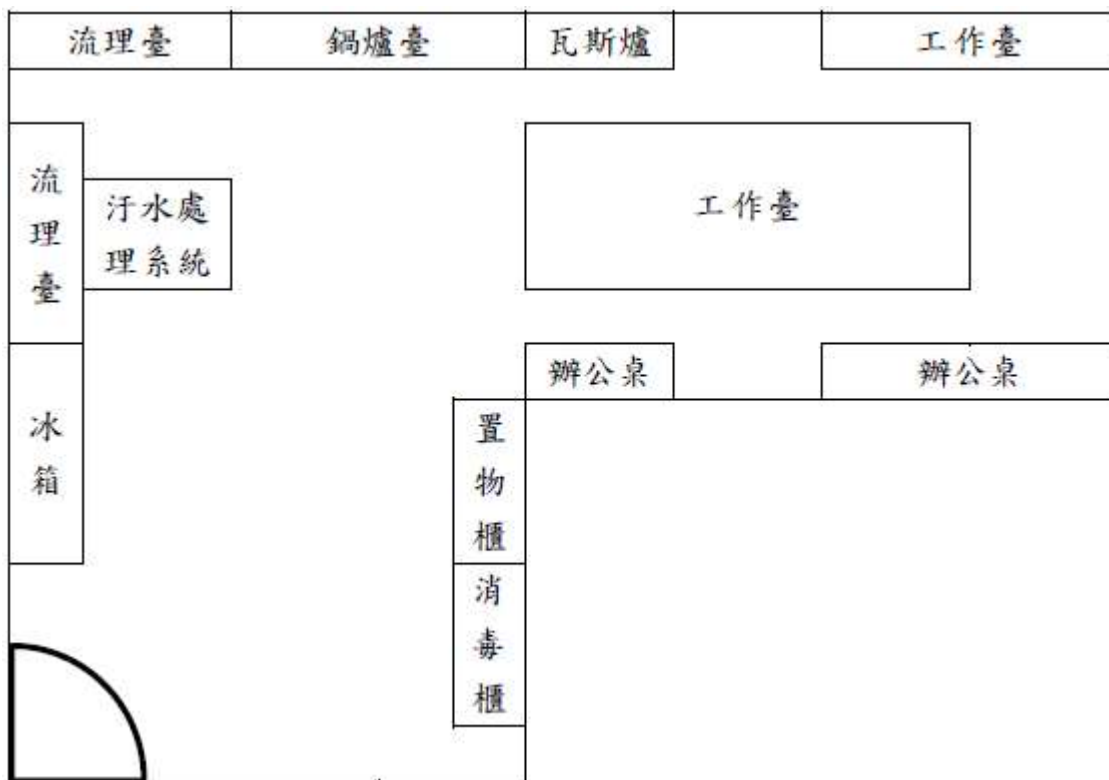 流理臺
鍋爐臺
瓦斯爐
工作臺
流理臺
汙水處
理系統
工作臺
冰箱
辦公桌
辦公桌
置物櫃
消毒櫃